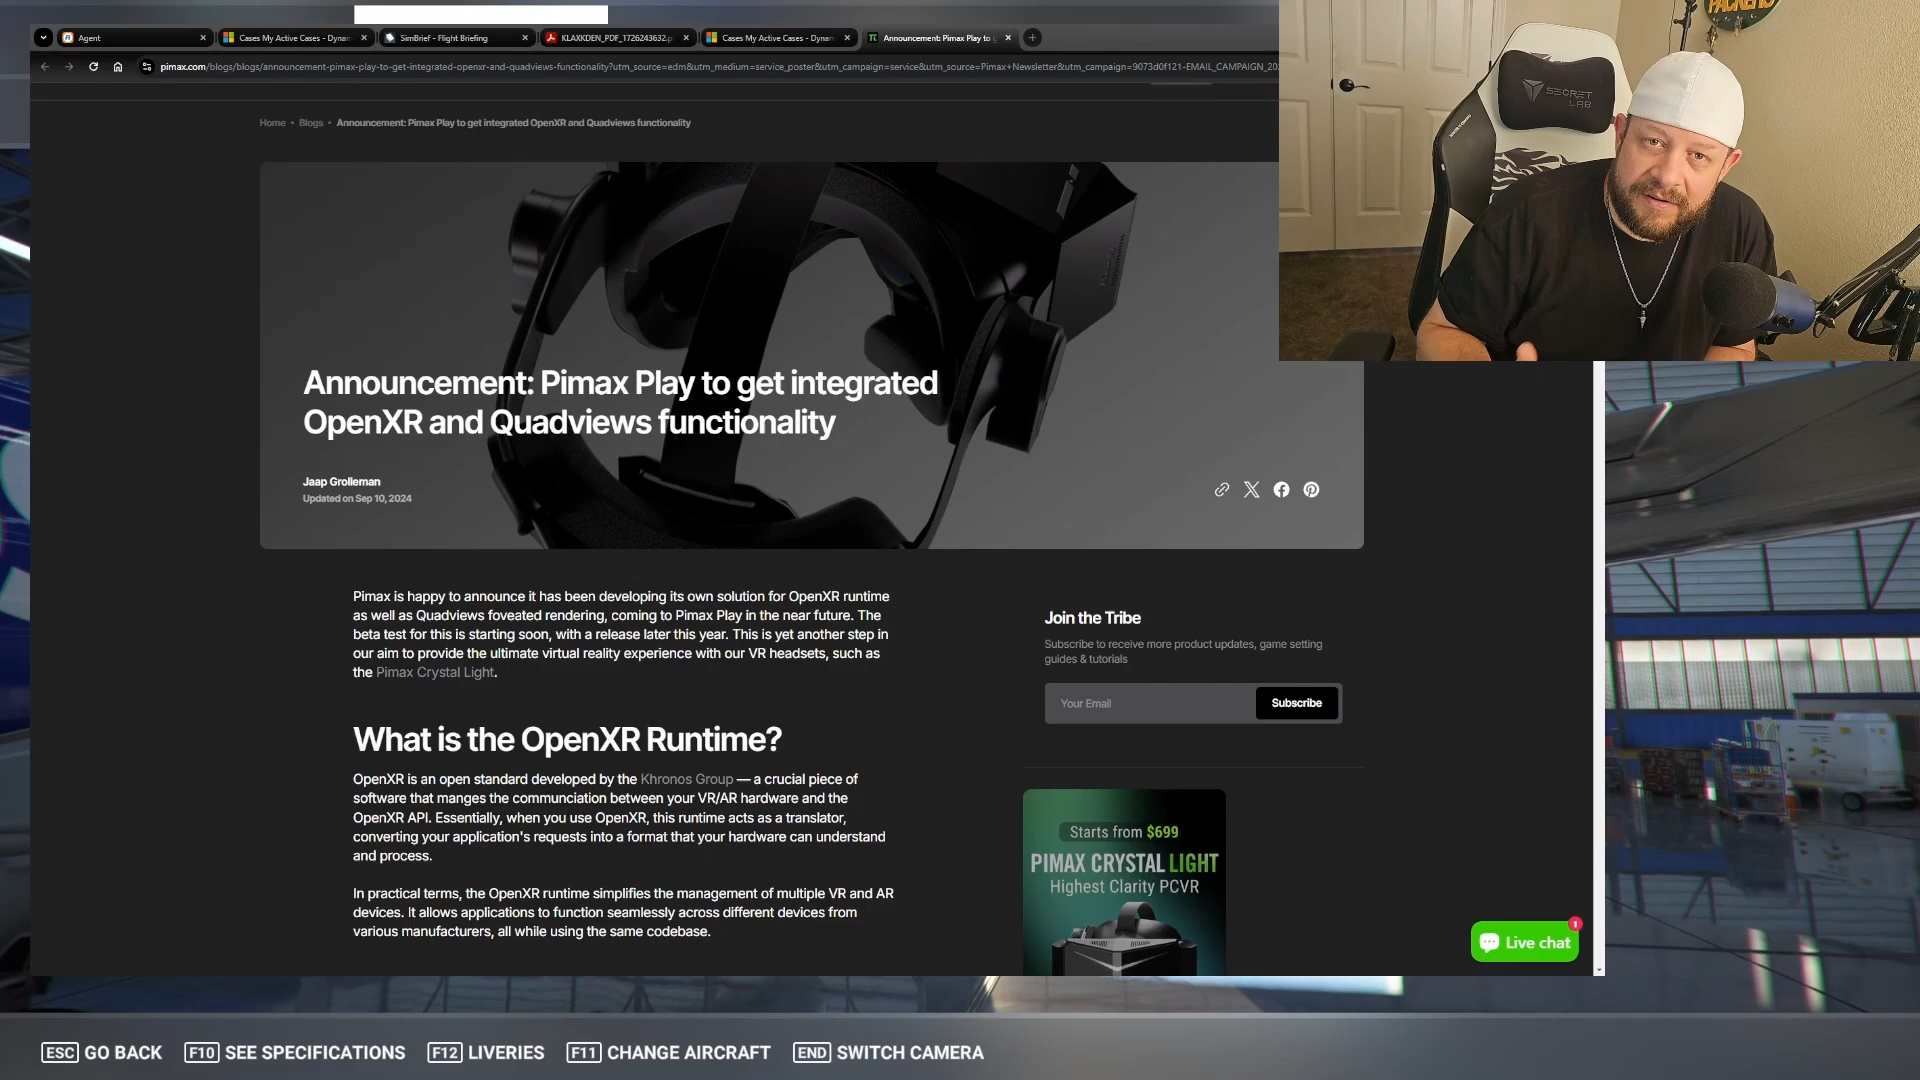 PACKERS
Agent
Cases My Active Cases - Dynam
SimBrief - Flight Briefing
KLAXKDEN_PDF_1726243632.p
Cases My Active Cases - Dynam
Announcement: Pimax Play to g
pimax.com/blogs/blogs/announcement-pimax-play-to-get-integrated-openxr-and-quadviews-functionality?utm_source=edm&utm_medium=service_poster&utm_campaign=service&utm_source=Pimax+Newsletter&utm_campaign=9073d0f121-EMAIL_CAMPAIGN_20
SECRET
LAB
Home • Blogs • Announcement: Pimax Play to get integrated OpenXR and Quadviews functionality
Announcement: Pimax Play to get integrated
OpenXR and Quadviews functionality
Jaap Grolleman
Updated on Sep 10, 2024
Pimax is happy to announce it has been developing its own solution for OpenXR runtime
as well as Quadviews foveated rendering, coming to Pimax Play in the near future. The
beta test for this is starting soon, with a release later this year. This is yet another step in
our aim to provide the ultimate virtual reality experience with our VR headsets, such as
the Pimax Crystal Light.
What is the OpenXR Runtime?
OpenXR is an open standard developed by the Khronos Group — a crucial piece of
software that manges the communciation between your VR/AR hardware and the
OpenXR API. Essentially, when you use OpenXR, this runtime acts as a translator,
converting your application's requests into a format that your hardware can understand
and process.
In practical terms, the OpenXR runtime simplifies the management of multiple VR and AR
devices. It allows applications to function seamlessly across different devices from
various manufacturers, all while using the same codebase.
Join the Tribe
Subscribe to receive more product updates, game setting
guides & tutorials
Your Email
Subscribe
Starts from $699
PIMAX CRYSTAL LIGHT
Highest Clarity PCVR
1
Live chat
ESC GO BACK F10 SEE SPECIFICATIONS F12 LIVERIES F11 CHANGE AIRCRAFT END SWITCH CAMERA